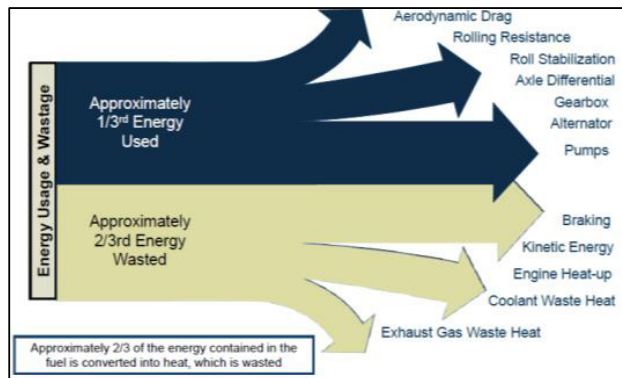 Aerodynamic Drag
Rolling Resistance
Roll Stabilization
Axle Differential
Gearbox
Alternator
Pumps
Energy Usage & Wastage
Approximately
1/3rd Energy
Used
Approximately
2/3rd Energy
Wasted
Braking
Kinetic Energy
Engine Heat-up
Coolant Waste Heat
Exhaust Gas Waste Heat
Approximately 2/3 of the energy contained in the
fuel is converted into heat, which is wasted